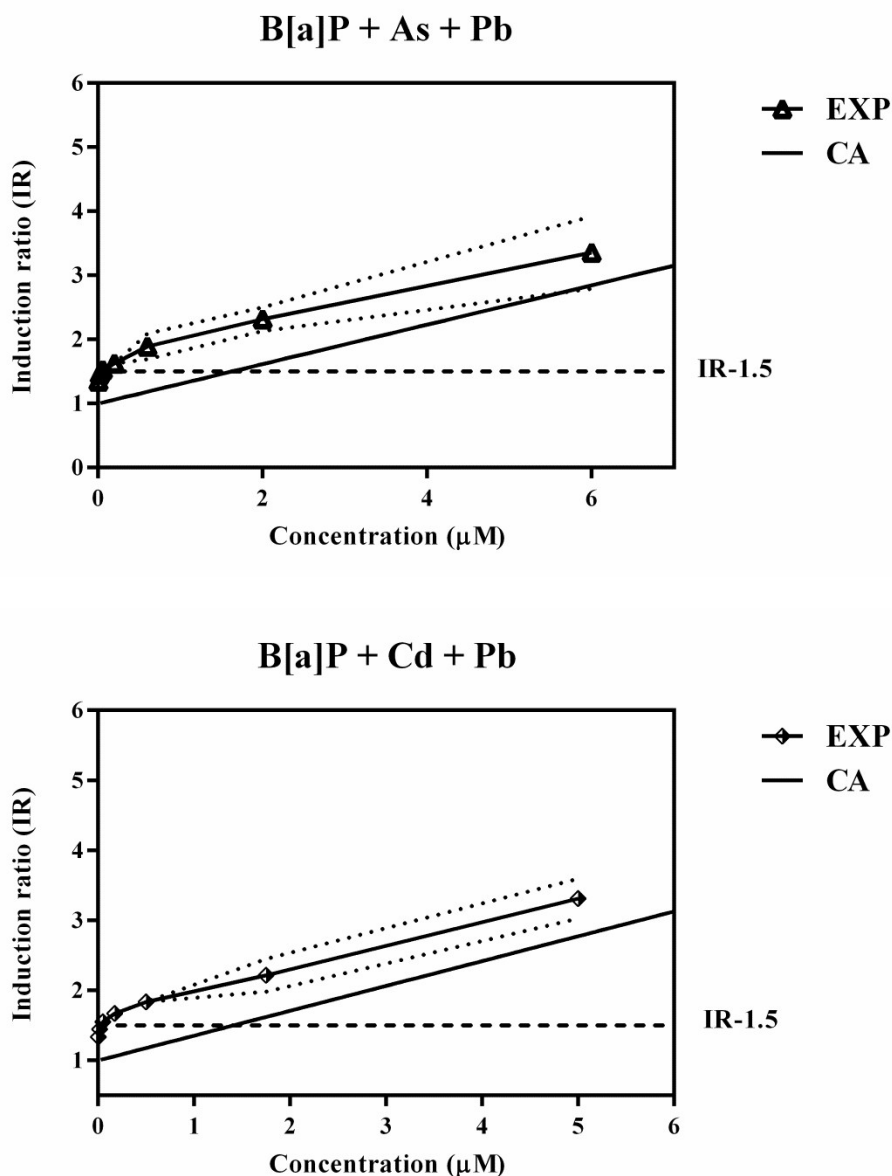 B[a]P + As + Pb
6
5
4
3
2
1
0
Induction ratio (IR)
0 2 4 6
Concentration (μM)
EXP
CA
IR-1.5
B[a]P + Cd + Pb
6
5
4
3
2
1
Induction ratio (IR)
0 1 2 3 4 5 6
Concentration (μM)
EXP
CA
IR-1.5